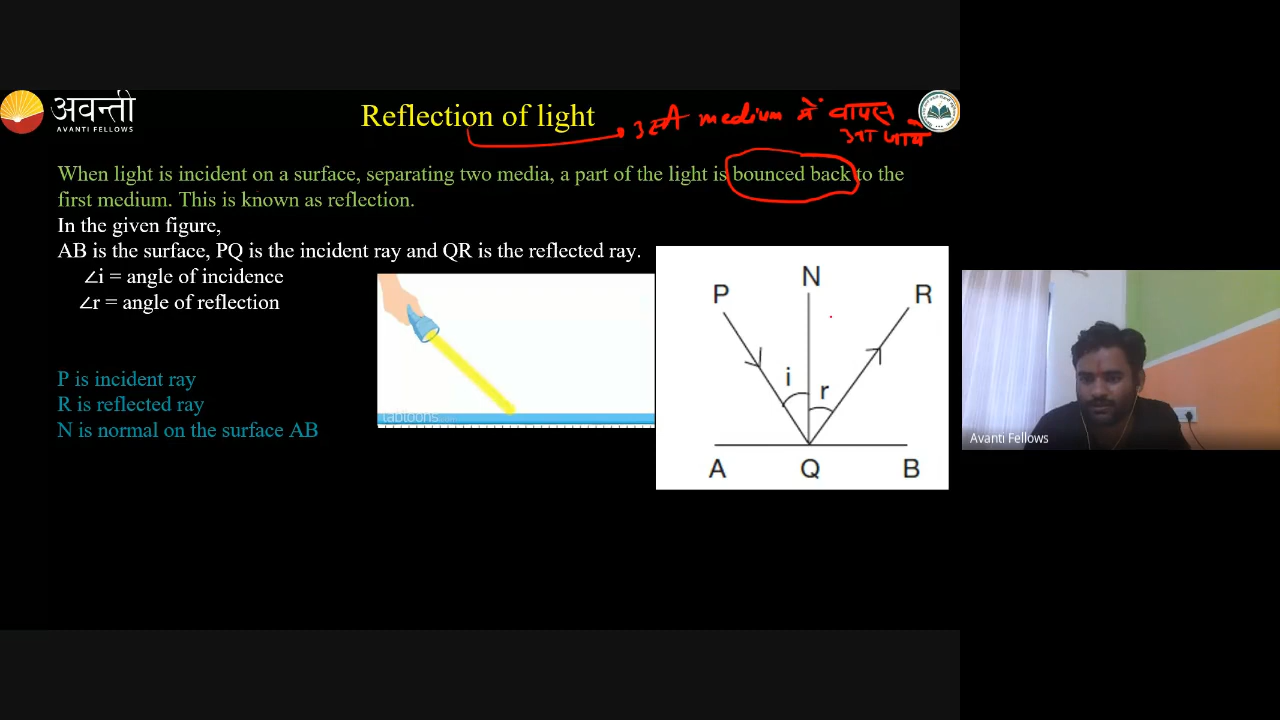 अवन्ती
AVANTI FELLOWS
Reflection of light
उसी medium में वापस
आ जाये
When light is incident on a surface, separating two media, a part of the light is bounced back to the
first medium. This is known as reflection.
In the given figure,
AB is the surface, PQ is the incident ray and QR is the reflected ray.
∠i = angle of incidence
∠r = angle of reflection
P is incident ray
R is reflected ray
N is normal on the surface AB
tabtoons
P N R
i r
A Q B
Avanti Fellows